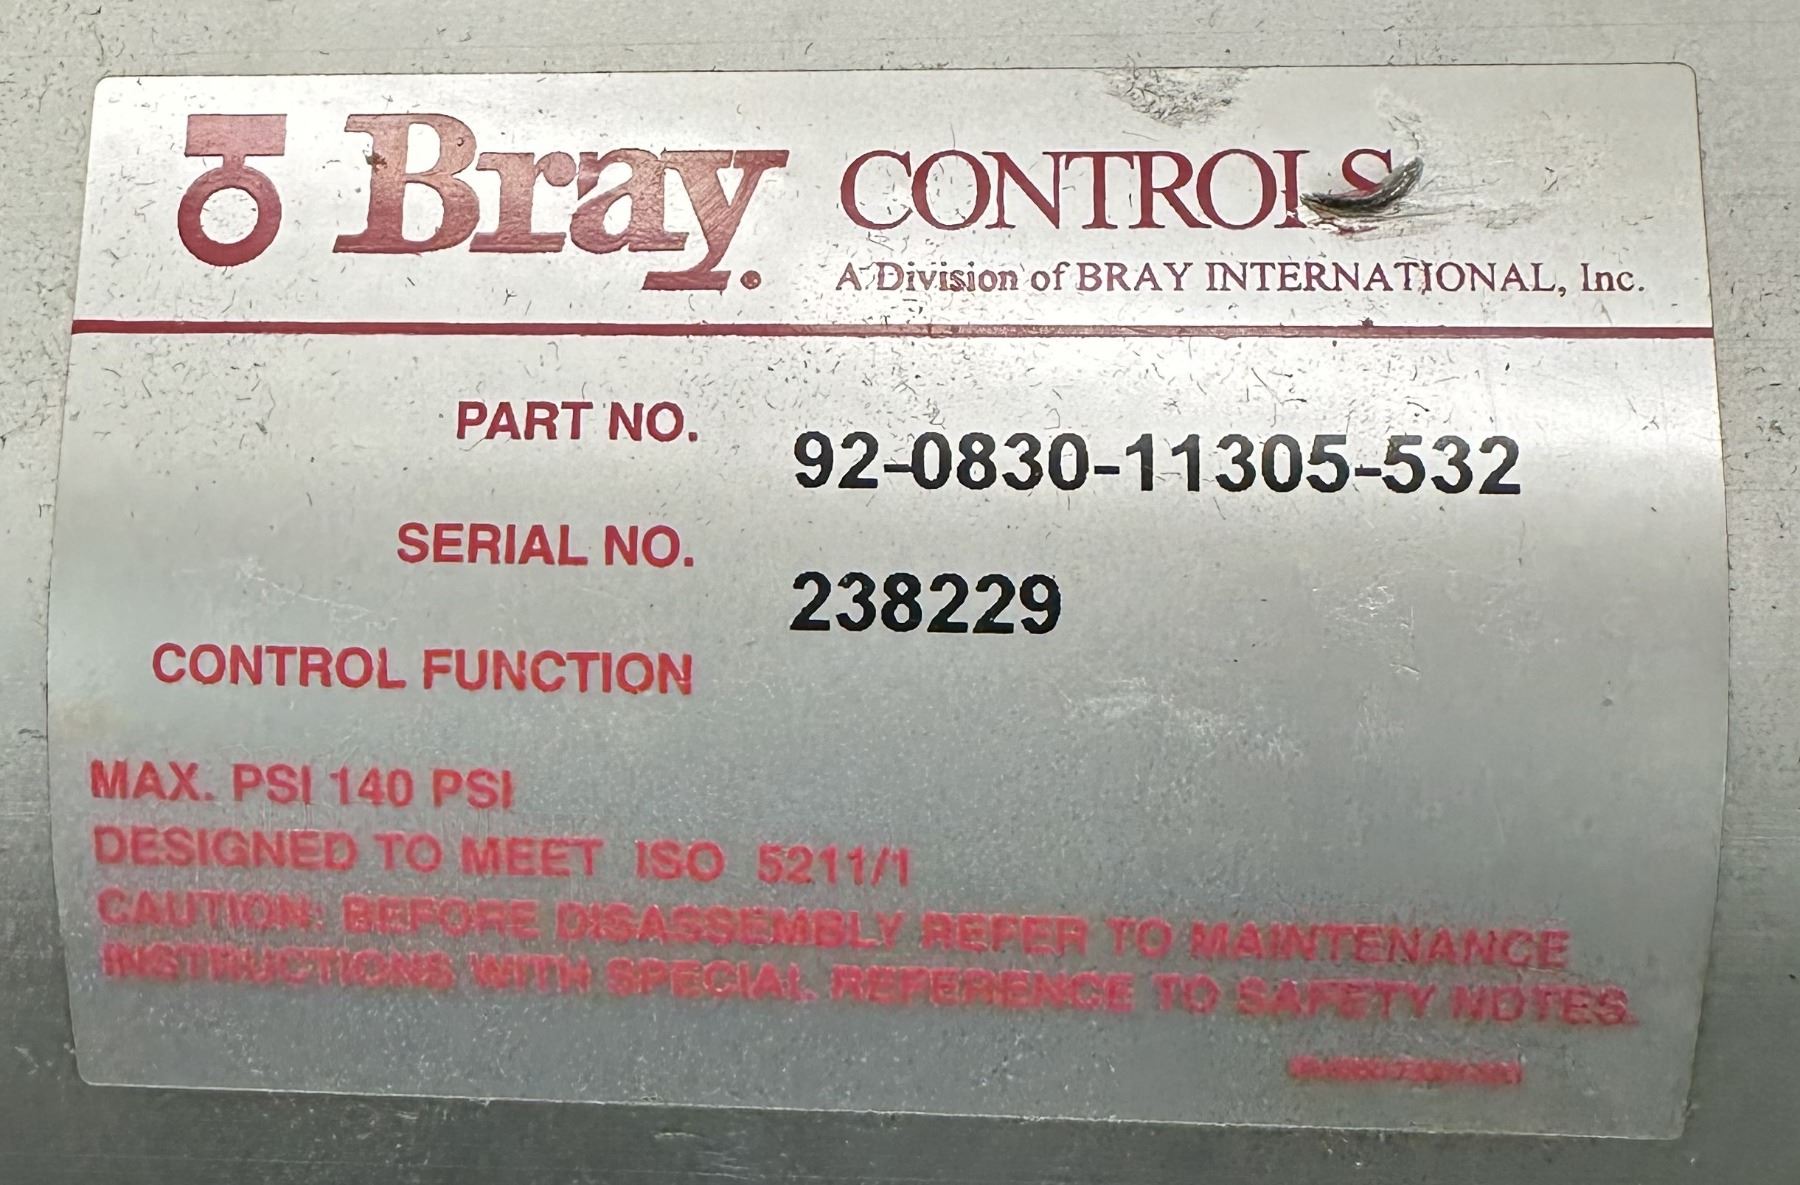 Bray. CONTROLS
A Division of BRAY INTERNATIONAL, Inc.
PART NO. 92-0830-11305-532
SERIAL NO. 238229
CONTROL FUNCTION
MAX. PSI 140 PSI
DESIGNED TO MEET ISO 5211/1
CAUTION: BEFORE DISASSEMBLY REFER TO MAINTENANCE
INSTRUCTIONS WITH SPECIAL REFERENCE TO SAFETY NOTES.